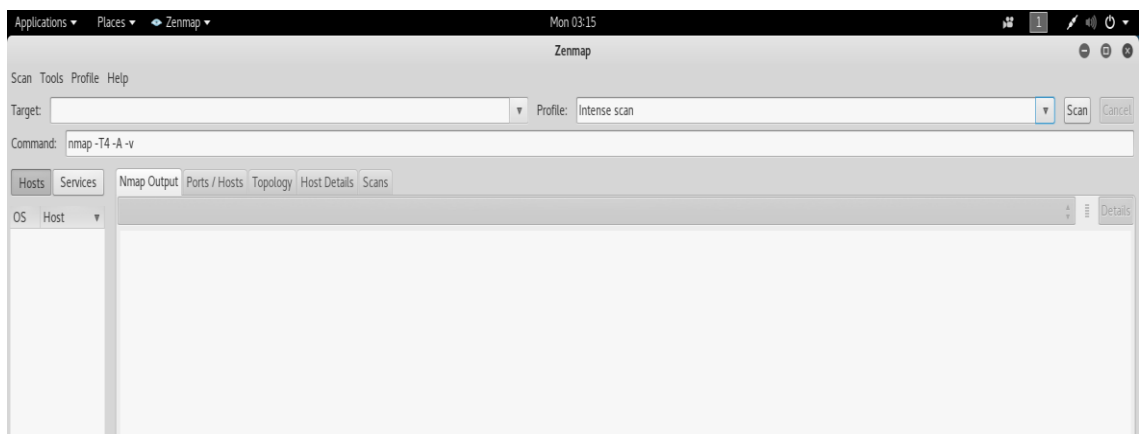 Applications Places Zenmap Mon 03:15 1
Zenmap
Scan Tools Profile Help
Target: Profile: Intense scan Scan Cancel
Command: nmap -T4 -A -v
Hosts Services Nmap Output Ports / Hosts Topology Host Details Scans
OS Host Details